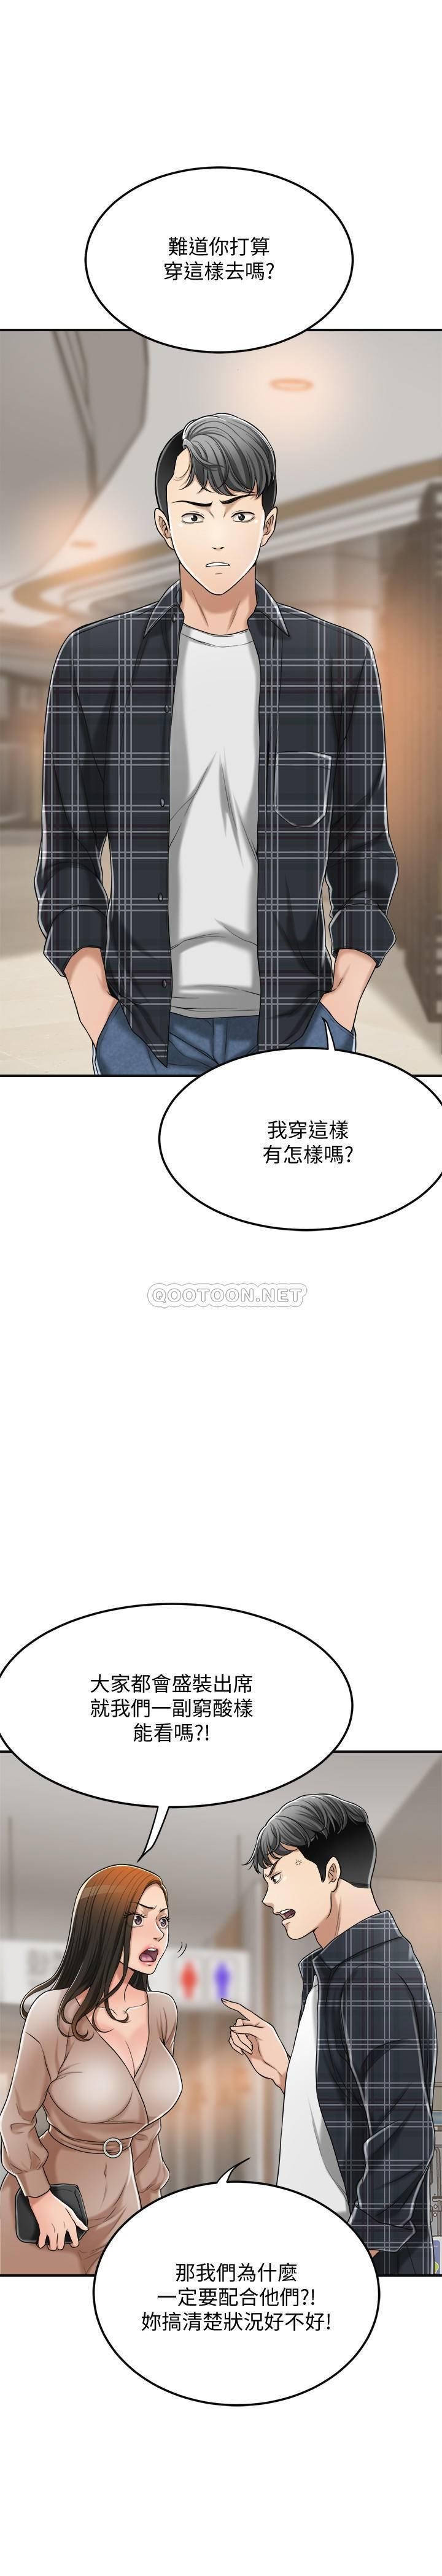 難道你打算
穿這樣去嗎?
我穿這樣
有怎樣嗎?
QOOTOON.NET
大家都會盛裝出席
就我們一副窮酸樣
能看嗎?!
那我們為什麼
一定要配合他們?!
妳搞清楚狀況好不好!